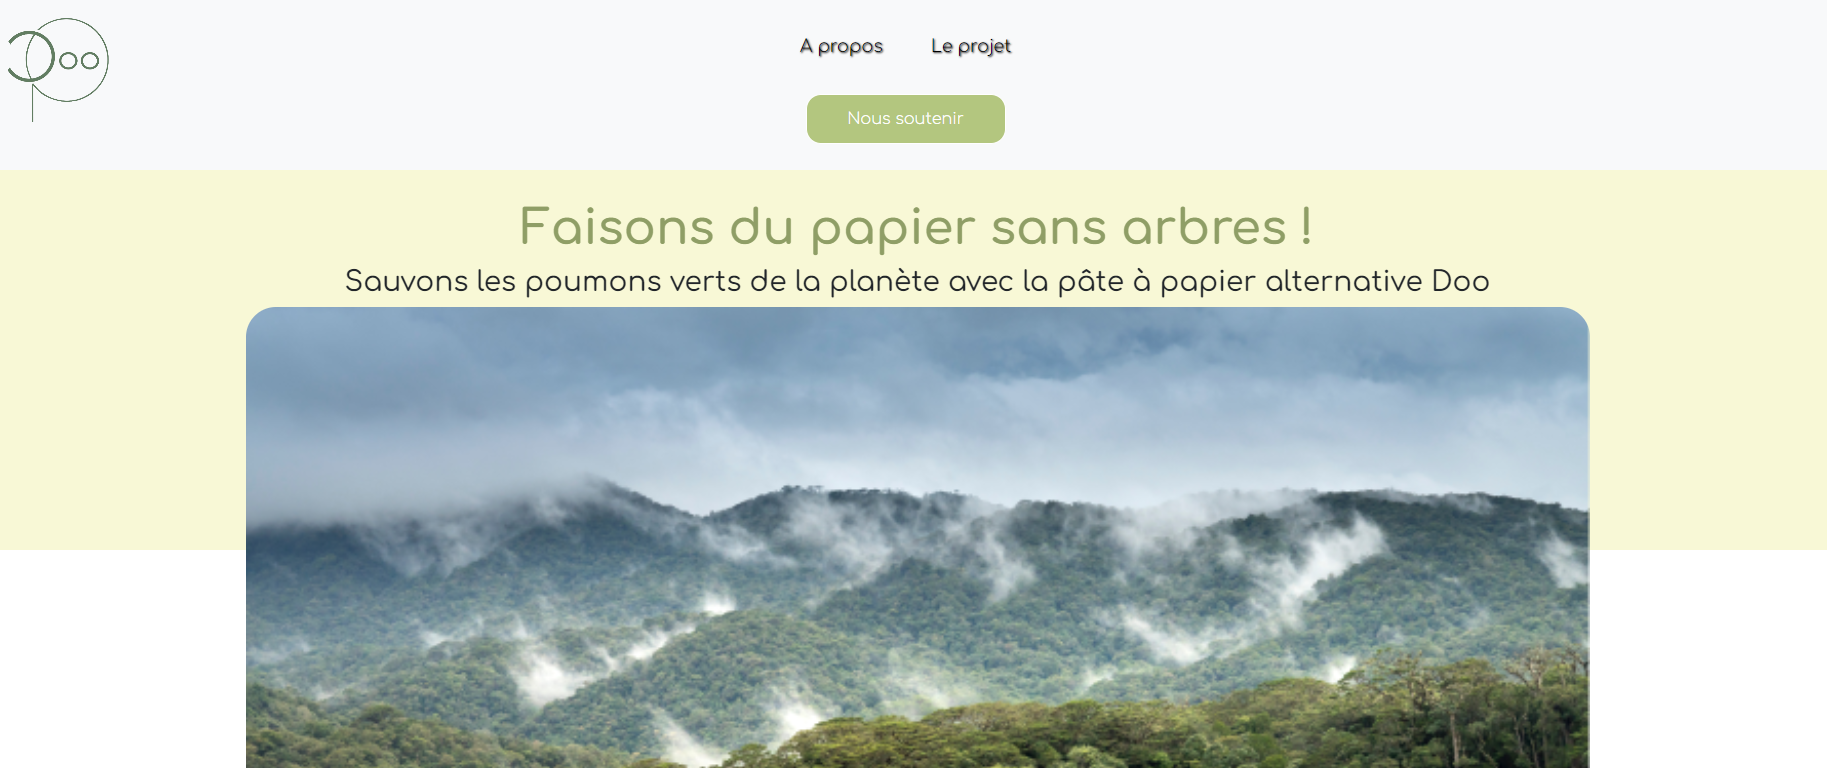 Doo
A propos Le projet
Nous soutenir
Faisons du papier sans arbres !
Sauvons les poumons verts de la planète avec la pâte à papier alternative Doo